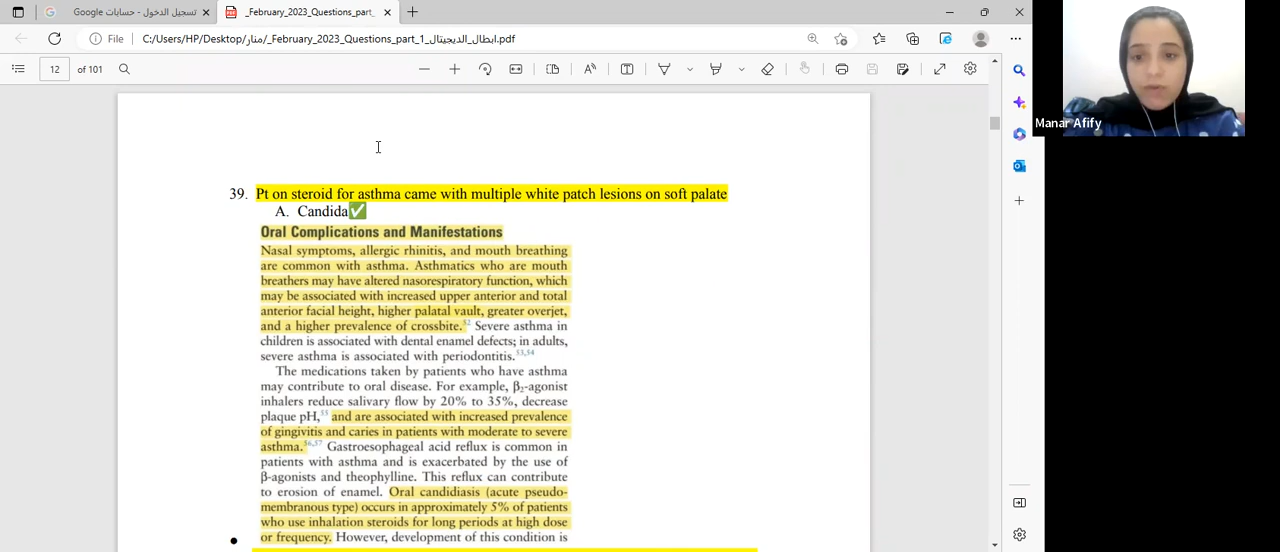 تسجيل الدخول - حسابات Google
_February_2023_Questions_part_
File
C:/Users/HP/Desktop/منار/_February_2023_Questions_part_1_ابطال_الديجيتال.pdf
12 of 101
Manar Afify
39. Pt on steroid for asthma came with multiple white patch lesions on soft palate
A. Candida✅
Oral Complications and Manifestations
Nasal symptoms, allergic rhinitis, and mouth breathing
are common with asthma. Asthmatics who are mouth
breathers may have altered nasorespiratory function, which
may be associated with increased upper anterior and total
anterior facial height, higher palatal vault, greater overjet,
and a higher prevalence of crossbite.52 Severe asthma in
children is associated with dental enamel defects; in adults,
severe asthma is associated with periodontitis.53,54
The medications taken by patients who have asthma
may contribute to oral disease. For example, β2-agonist
inhalers reduce salivary flow by 20% to 35%, decrease
plaque pH,55 and are associated with increased prevalence
of gingivitis and caries in patients with moderate to severe
asthma.56,57 Gastroesophageal acid reflux is common in
patients with asthma and is exacerbated by the use of
β-agonists and theophylline. This reflux can contribute
to erosion of enamel. Oral candidiasis (acute pseudo-
membranous type) occurs in approximately 5% of patients
who use inhalation steroids for long periods at high dose
or frequency. However, development of this condition is